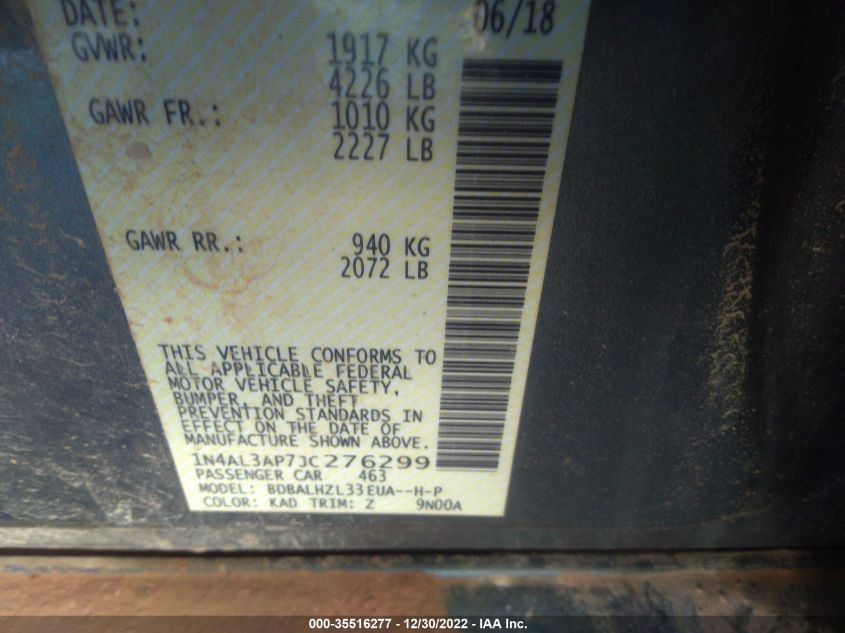 DATE: 06/18
GVWR: 1917 KG
4226 LB
GAWR FR.: 1010 KG
2227 LB
GAWR RR.: 940 KG
2072 LB
THIS VEHICLE CONFORMS TO
ALL APPLICABLE FEDERAL
MOTOR VEHICLE SAFETY,
BUMPER, AND THEFT
PREVENTION STANDARDS IN
EFFECT ON THE DATE OF
MANUFACTURE SHOWN ABOVE.
1N4AL3AP7JC276299
PASSENGER CAR 463
MODEL: BDBALHZL33EUA--H-P
COLOR: KAD TRIM: Z 9N00A
000-35516277 - 12/30/2022 - IAA Inc.